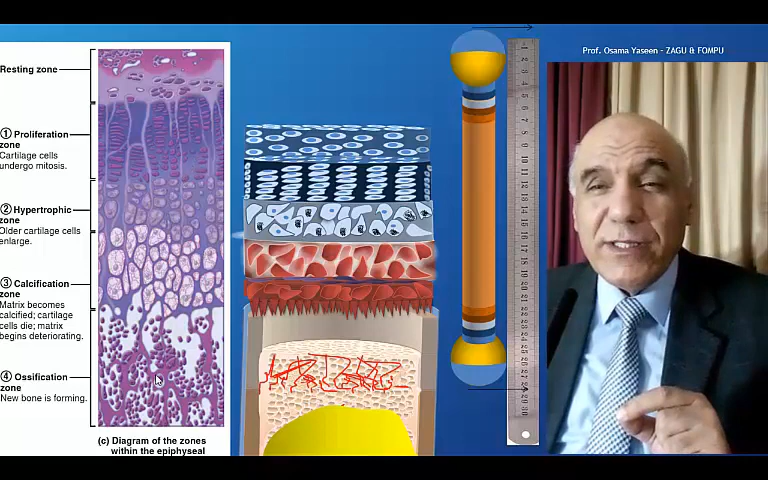 Prof. Osama Yaseen - ZAGU & FOMPU
Resting zone
① Proliferation
zone
Cartilage cells
undergo mitosis.
② Hypertrophic
zone
Older cartilage cells
enlarge.
③ Calcification
zone
Matrix becomes
calcified; cartilage
cells die; matrix
begins deteriorating.
④ Ossification
zone
New bone is forming.
(c) Diagram of the zones
within the epiphyseal